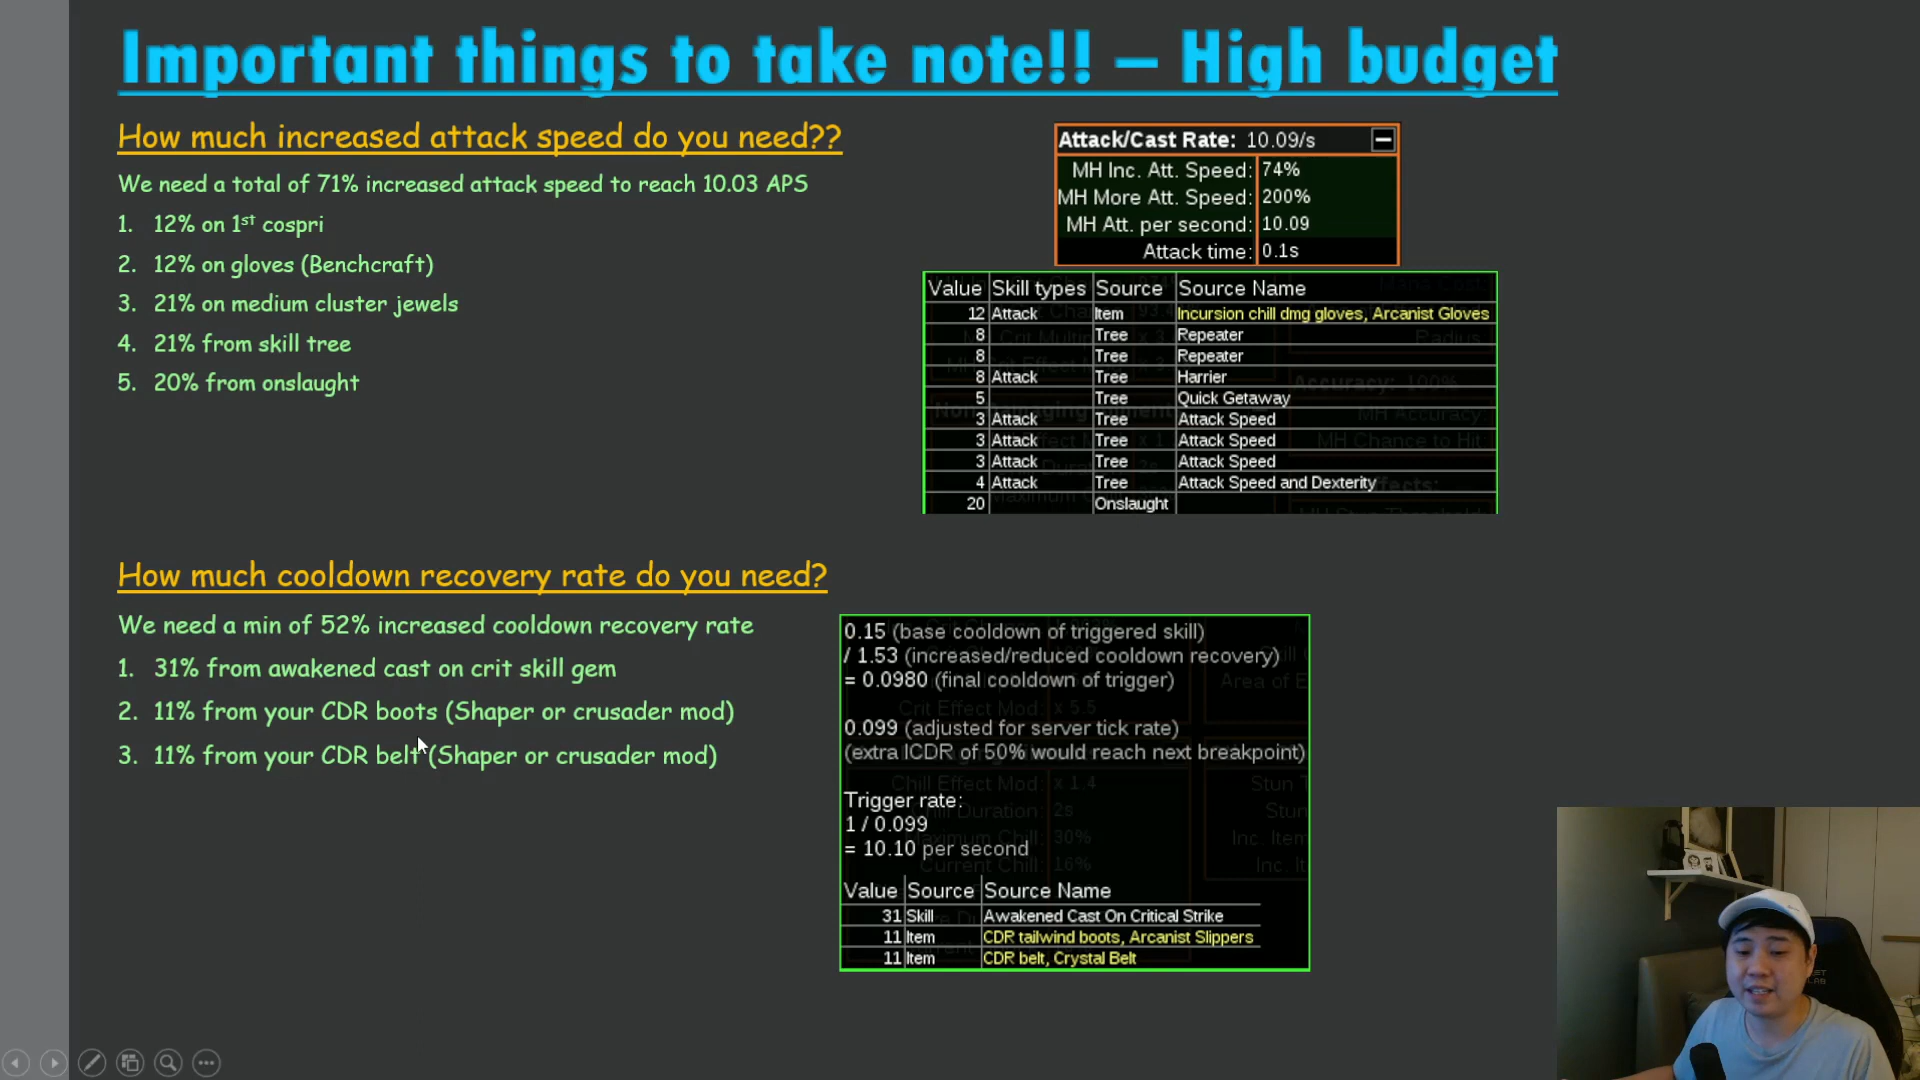 Important things to take note!! – High budget
How much increased attack speed do you need??
We need a total of 71% increased attack speed to reach 10.03 APS
1. 12% on 1st cospri
2. 12% on gloves (Benchcraft)
3. 21% on medium cluster jewels
4. 21% from skill tree
5. 20% from onslaught
Attack/Cast Rate: 10.09/s
MH Inc. Att. Speed: 74%
MH More Att. Speed: 200%
MH Att. per second: 10.09
Attack time: 0.1s
Value Skill types Source Source Name
12 Attack Item Incursion chill dmg gloves, Arcanist Gloves
8 Tree Repeater
8 Tree Repeater
8 Attack Tree Harrier
5 Tree Quick Getaway
3 Attack Tree Attack Speed
3 Attack Tree Attack Speed
3 Attack Tree Attack Speed
4 Attack Tree Attack Speed and Dexterity
20 Onslaught
How much cooldown recovery rate do you need?
We need a min of 52% increased cooldown recovery rate
1. 31% from awakened cast on crit skill gem
2. 11% from your CDR boots (Shaper or crusader mod)
3. 11% from your CDR belt (Shaper or crusader mod)
0.15 (base cooldown of triggered skill)
/ 1.53 (increased/reduced cooldown recovery)
= 0.0980 (final cooldown of trigger)
0.099 (adjusted for server tick rate)
(extra ICDR of 50% would reach next breakpoint)
Trigger rate:
1 / 0.099
= 10.10 per second
Value Source Source Name
31 Skill Awakened Cast On Critical Strike
11 Item CDR tailwind boots, Arcanist Slippers
11 Item CDR belt, Crystal Belt